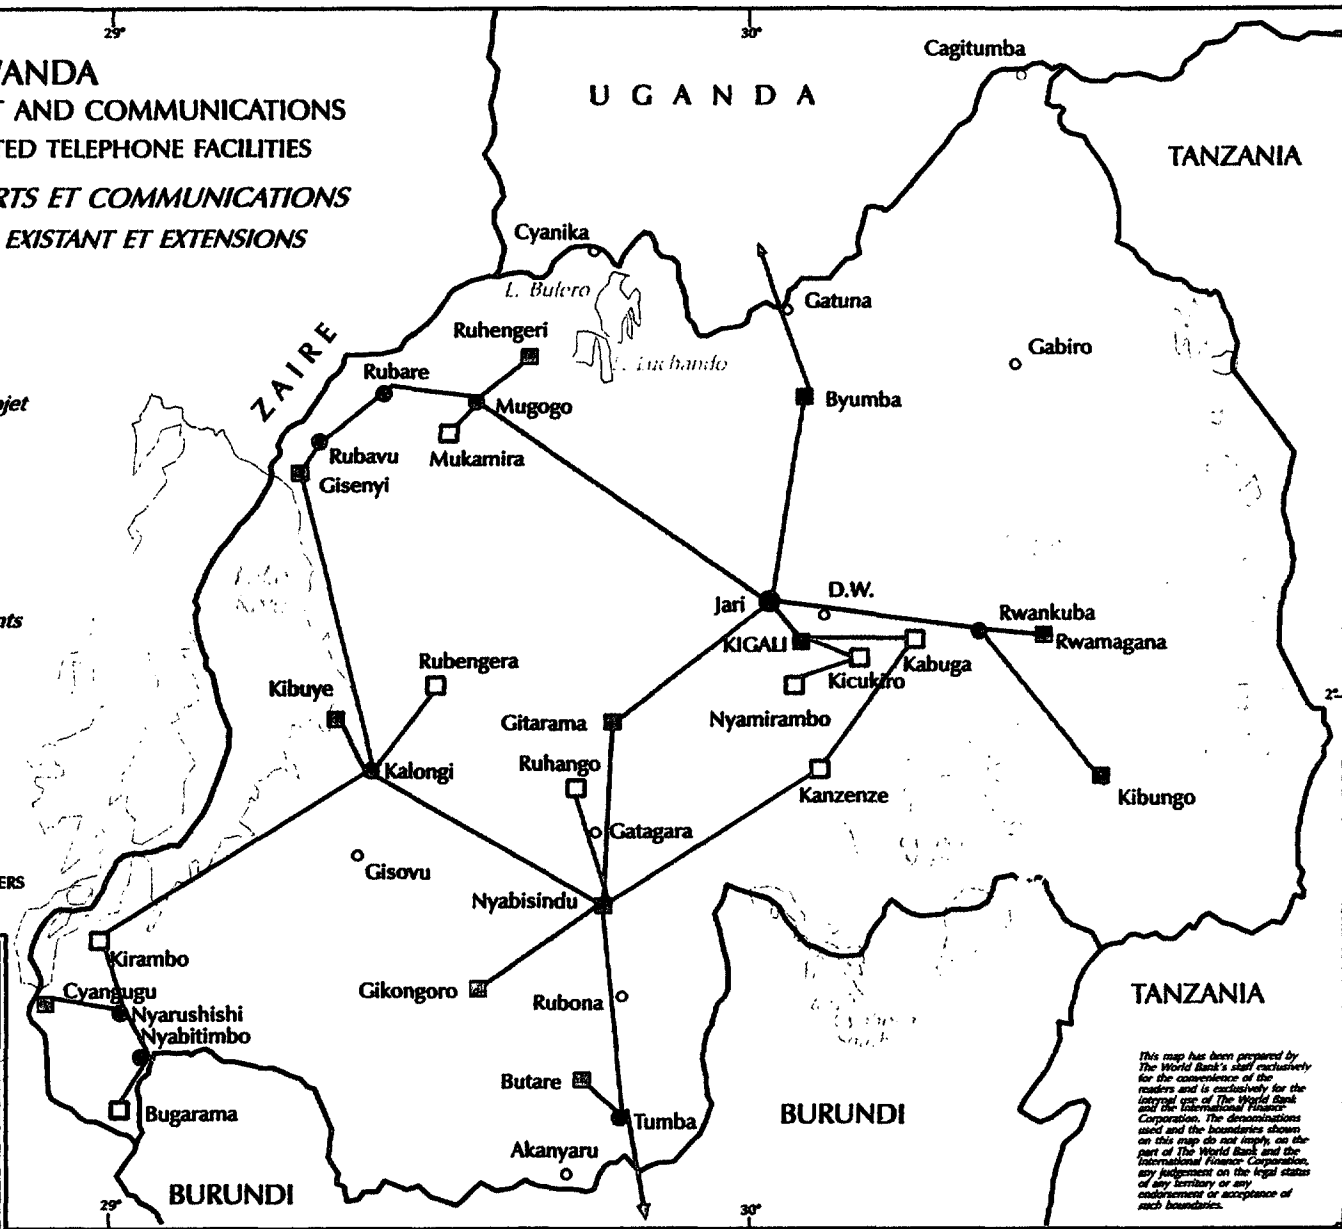 29°
30°
Cagitumba
WANDA
T AND COMMUNICATIONS
UGANDA
TED TELEPHONE FACILITIES
TANZANIA
RTS ET COMMUNICATIONS
EXISTANT ET EXTENSIONS
Cyanika
L. Bulero
Gatuna
ZAIRE
Ruhengeri
Gabiro
L. Luchando
Rubare
ojet
Mugogo
Byumba
Rubavu
Mukamira
Gisenyi
Jari
D.W.
Rwankuba
nts
KIGALI
Rwamagana
Rubengera
Kabuga
Kicukiro
Kibuye
2°
Gitarama
Nyamirambo
Ruhango
Kalongi
Kanzenze
Kibungo
Gatagara
Gisovu
ERS
Nyabisindu
Kirambo
Cyangugu
Gikongoro
Rubona
TANZANIA
Nyarushishi
Nyabitimbo
Butare
Bugarama
BURUNDI
Tumba
Akanyaru
BURUNDI
This map has been prepared by
The World Bank's staff exclusively
for the convenience of the
readers and is exclusively for the
internal use of The World Bank
and the International Finance
Corporation. The denominations
used and the boundaries shown
on this map do not imply, on the
part of The World Bank and the
International Finance Corporation,
any judgement on the legal status
of any territory or any
endorsement or acceptance of
such boundaries.
29°
30°